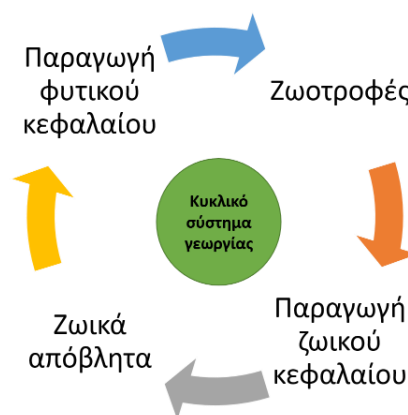 Παραγωγή
φυτικού
κεφαλαίου
Ζωοτροφές
Κυκλικό
σύστημα
γεωργίας
Παραγωγή
ζωικού
κεφαλαίου
Ζωικά
απόβλητα